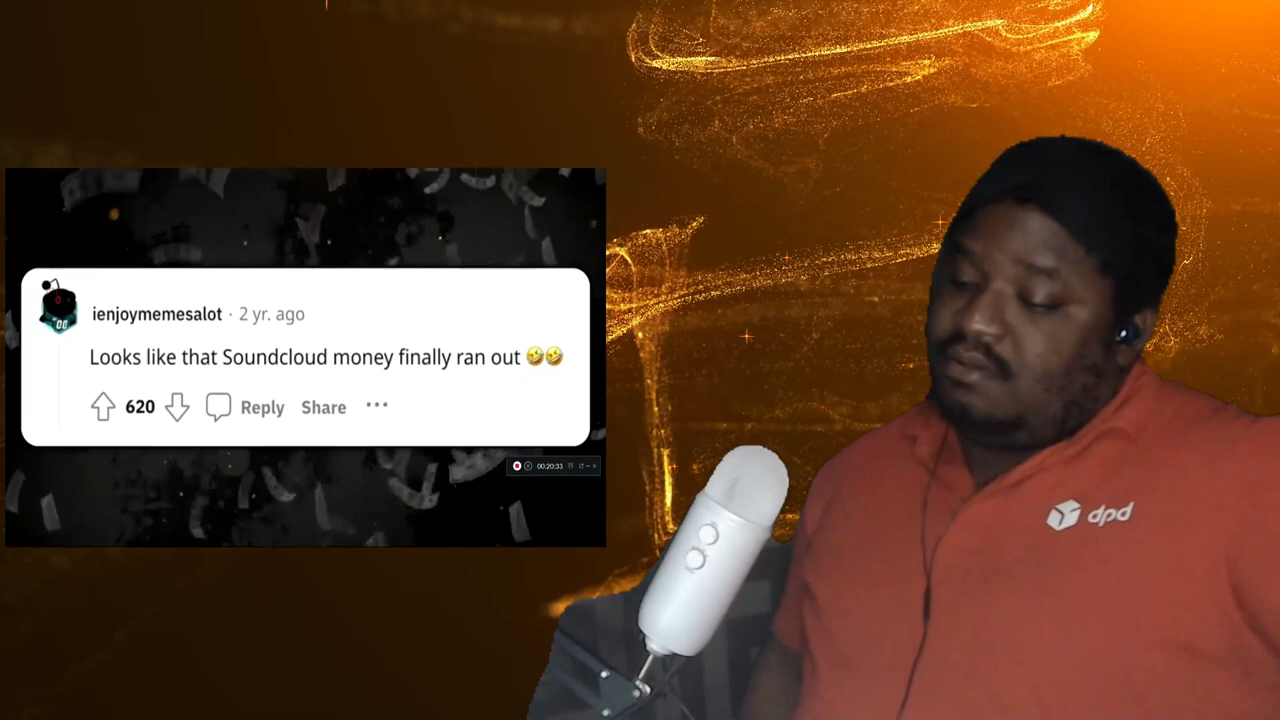 ienjoymemesalot · 2 yr. ago
Looks like that Soundcloud money finally ran out 🤣🤣
620 Reply Share ···
00:20:33
dpd